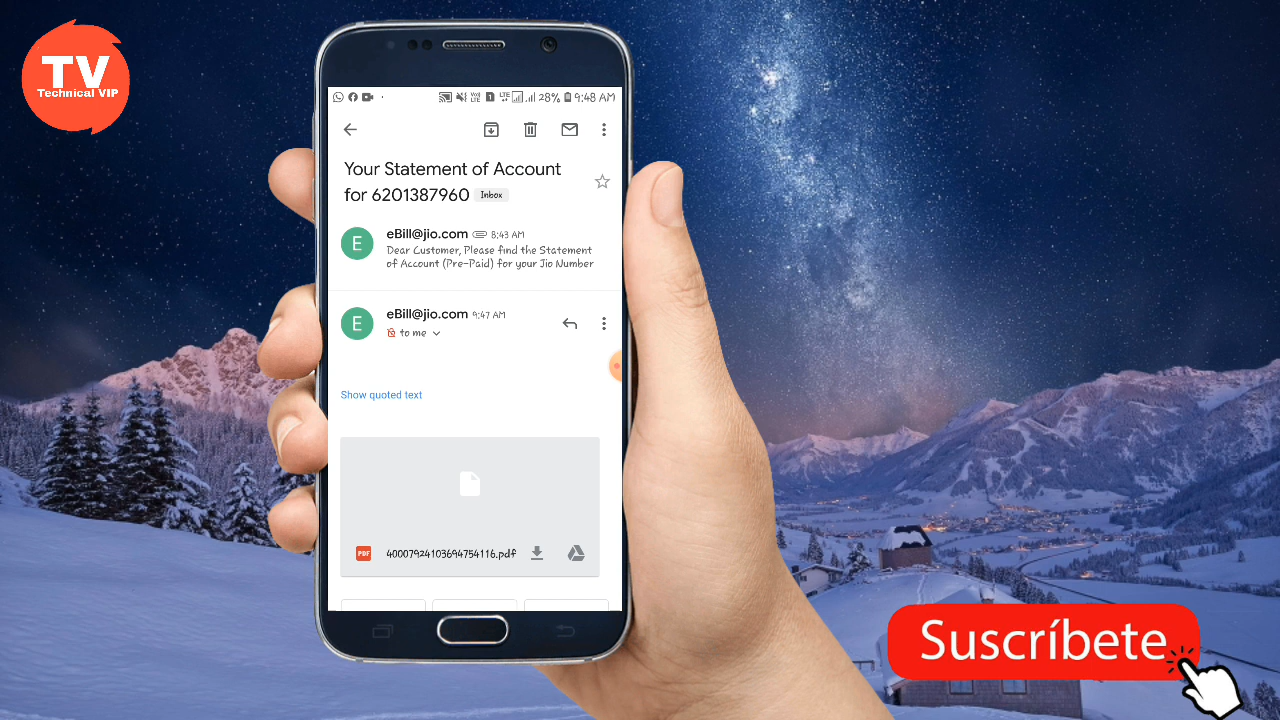 TV
Technical VIP
28% 9:48 AM
Your Statement of Account
for 6201387960 Inbox
E
eBill@jio.com 8:43 AM
Dear Customer, Please find the Statement
of Account (Pre-Paid) for your Jio Number
E
eBill@jio.com 9:47 AM
to me
Show quoted text
PDF 40007924103694754116.pdf
Suscríbete